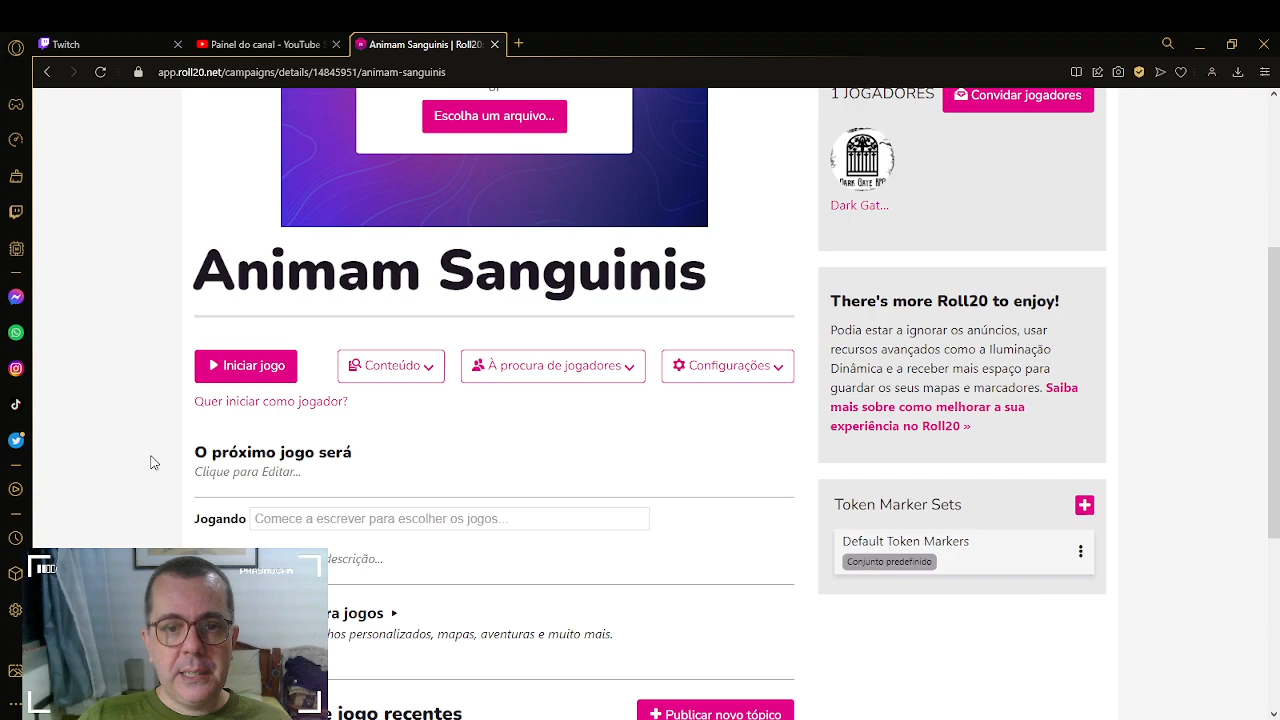 Twitch
Painel do canal - YouTube S
Animam Sanguinis | Roll20:
app.roll20.net/campaigns/details/14845951/animam-sanguinis
Escolha um arquivo...
1 JOGADORES
Convidar jogadores
DARK GATE RPG
Dark Gat...
Animam Sanguinis
Iniciar jogo
Conteúdo
À procura de jogadores
Configurações
Quer iniciar como jogador?
O próximo jogo será
Clique para Editar...
Jogando
Comece a escrever para escolher os jogos...
descrição...
ra jogos
hos personalizados, mapas, aventuras e muito mais.
e jogo recentes
Publicar novo tópico
There's more Roll20 to enjoy!
Podia estar a ignorar os anúncios, usar
recursos avançados como a Iluminação
Dinâmica e a receber mais espaço para
guardar os seus mapas e marcadores. Saiba
mais sobre como melhorar a sua
experiência no Roll20 »
Token Marker Sets
Default Token Markers
Conjunto predefinido